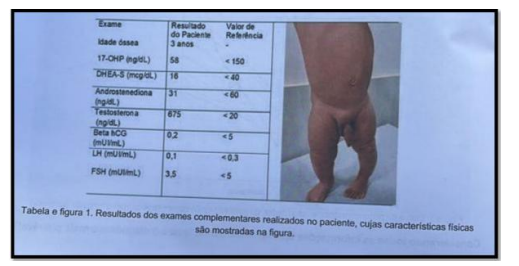 Exame Resultado do Paciente Valor de Referência
Idade óssea 3 anos -
17-OHP (ng/dL) 58 < 150
DHEA-S (mcg/dL) 16 < 40
Androstenediona (ng/dL) 31 < 60
Testosterona (ng/dL) 675 < 20
Beta hCG (mUI/mL) 0,2 < 5
LH (mUI/mL) 0,1 < 0,3
FSH (mUI/mL) 3,5 < 5
Tabela e figura 1. Resultados dos exames complementares realizados no paciente, cujas características físicas
são mostradas na figura.